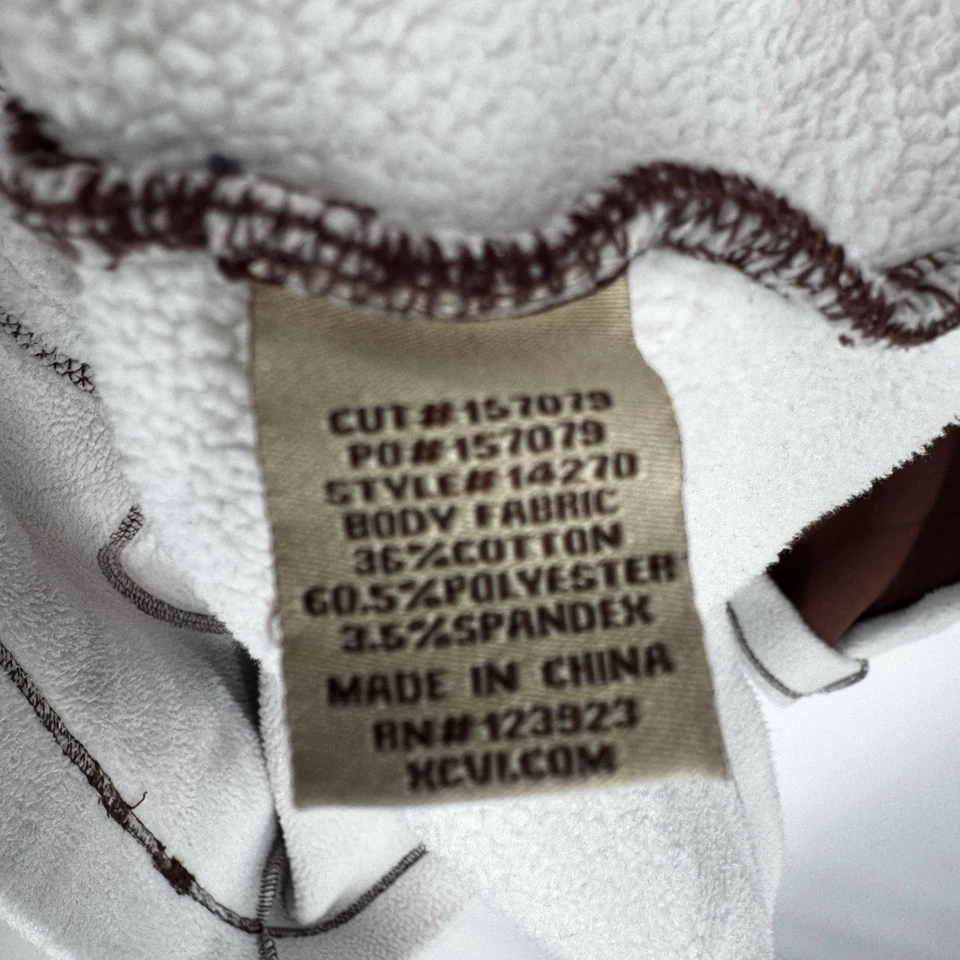 CUT#157079
PO#157079
STYLE#14270
BODY FABRIC
36%COTTON
60.5%POLYESTER
3.5%SPANDEX
MADE IN CHINA
RN#123923
XCVI.COM